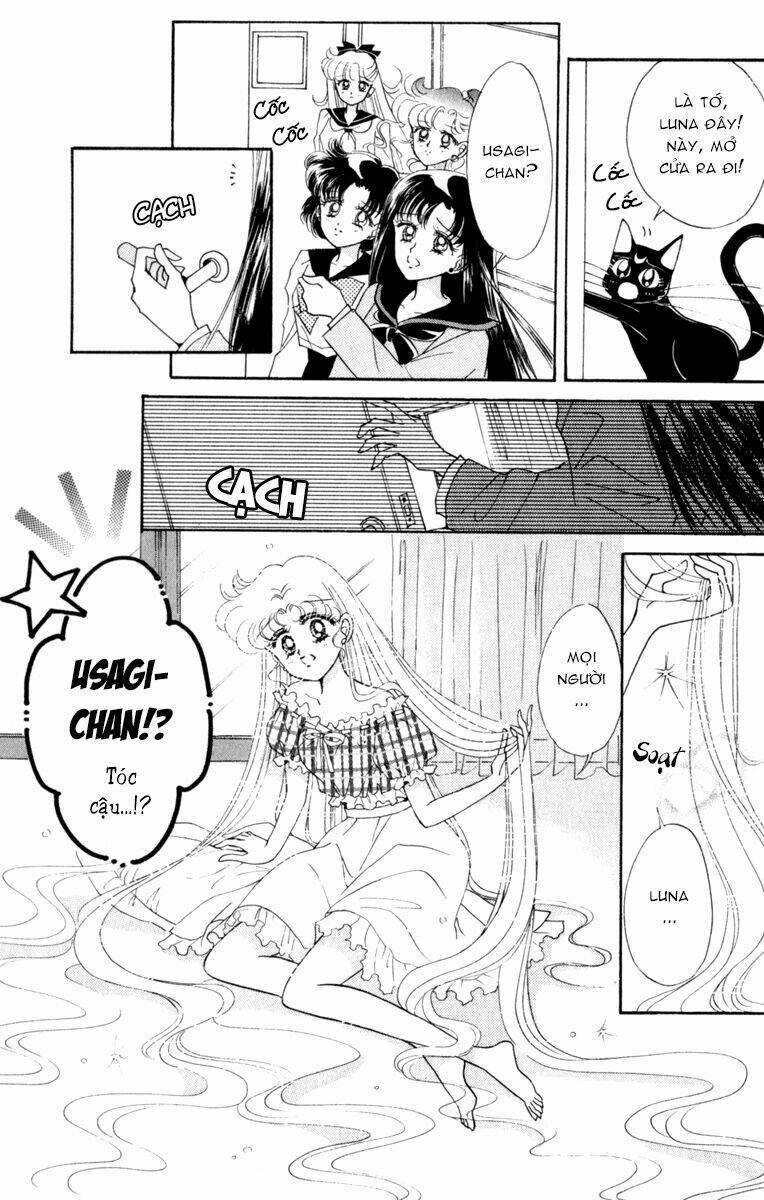 LÀ TỚ,
LUNA ĐÂY!
NÀY, MỞ
CỬA RA ĐI!
CỐC
CỐC
USAGI-
CHAN?
CỐC
CỐC
CẠCH
CẠCH
MỌI
NGƯỜI
...
Soạt
LUNA
...
USAGI-
CHAN!?
Tóc
cậu...!?